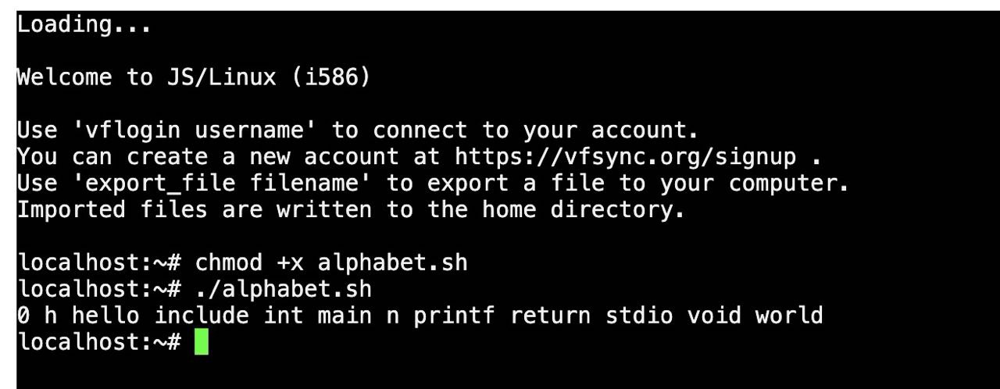 Loading...
Welcome to JS/Linux (i586)
Use 'vflogin username' to connect to your account.
You can create a new account at https://vfsync.org/signup .
Use 'export_file filename' to export a file to your computer.
Imported files are written to the home directory.
localhost:~# chmod +x alphabet.sh
localhost:~# ./alphabet.sh
0 h hello include int main n printf return stdio void world
localhost:~#